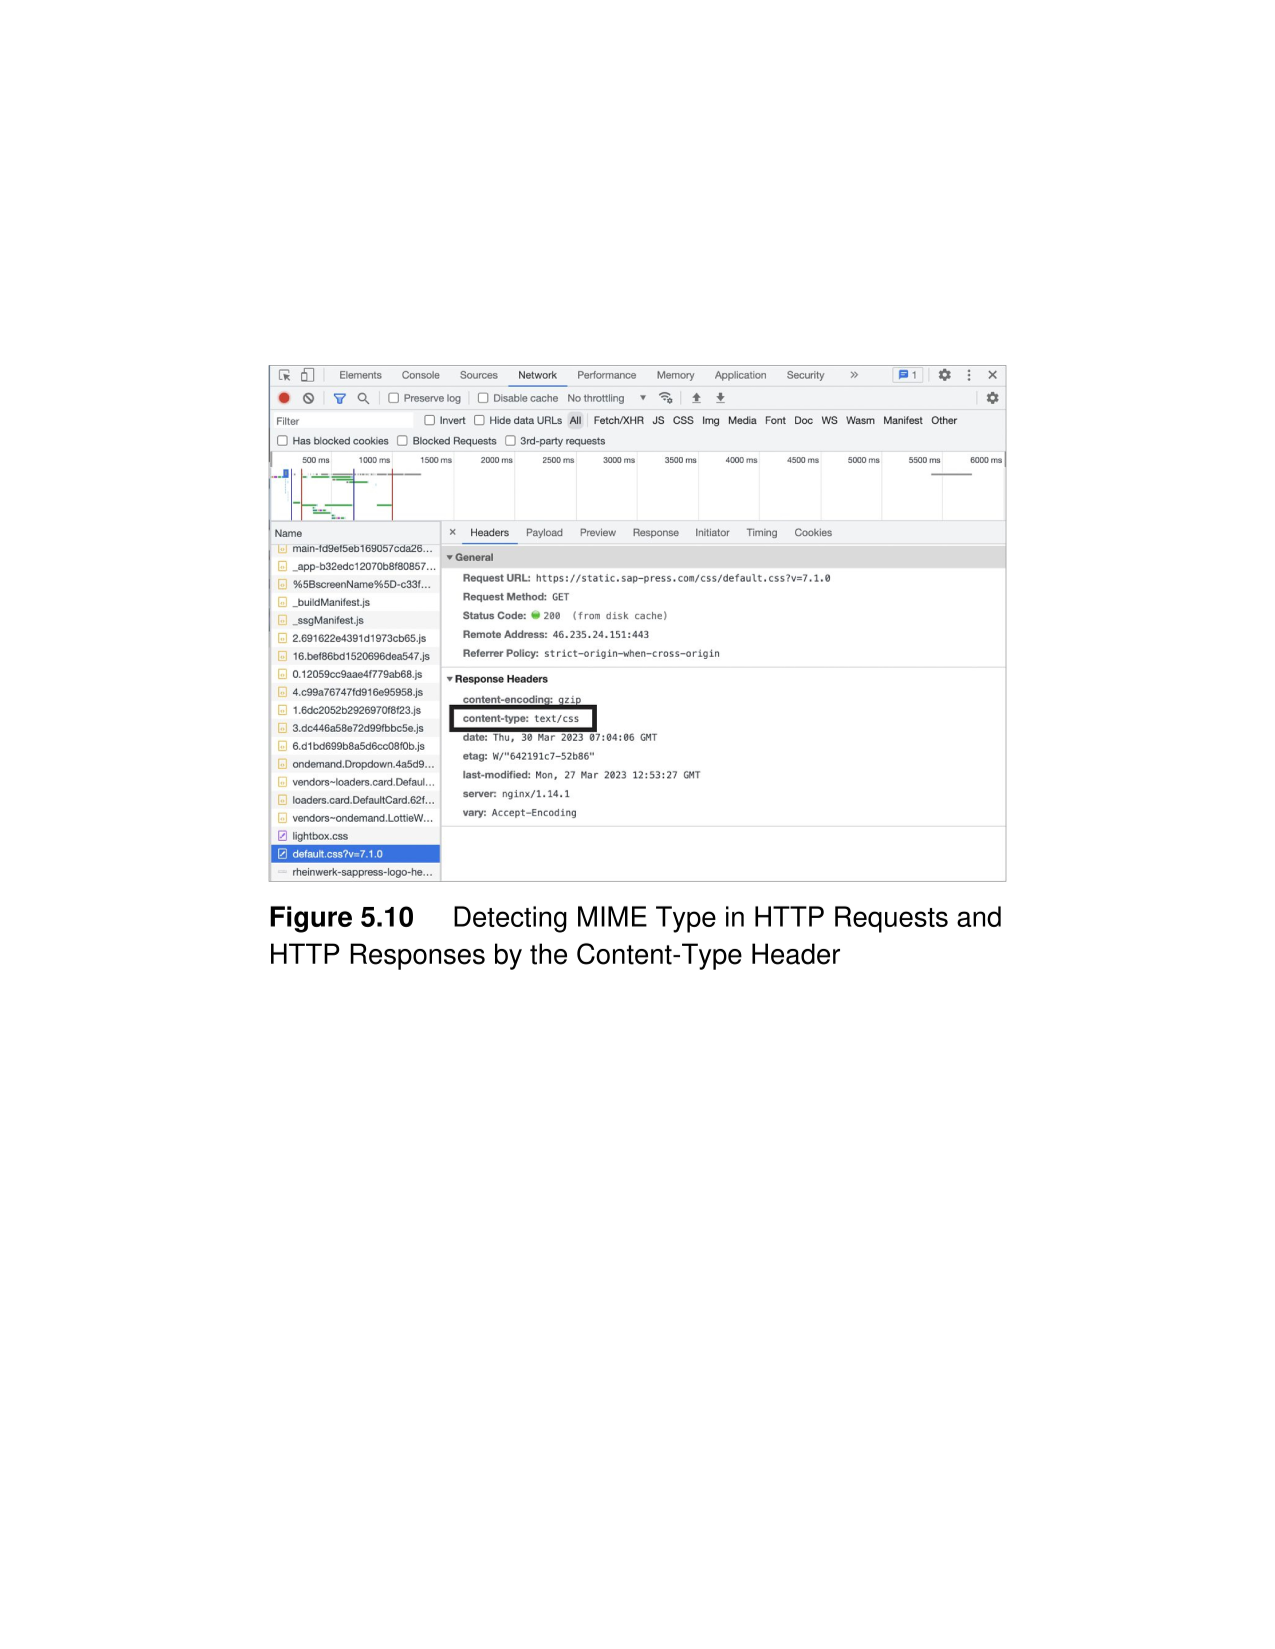 Elements Console Sources Network Performance Memory Application Security » 1
Preserve log Disable cache No throttling
Filter Invert Hide data URLs All Fetch/XHR JS CSS Img Media Font Doc WS Wasm Manifest Other
Has blocked cookies Blocked Requests 3rd-party requests
500 ms 1000 ms 1500 ms 2000 ms 2500 ms 3000 ms 3500 ms 4000 ms 4500 ms 5000 ms 5500 ms 6000 ms
Name
main-fd9ef5eb169057cda26...
_app-b32edc12070b8f80857...
%5BscreenName%5D-c33f...
_buildManifest.js
_ssgManifest.js
2.691622e4391d1973cb65.js
16.bef86bd1520696dea547.js
0.12059cc9aae4f779ab68.js
4.c99a76747fd916e95958.js
1.6dc2052b2926970f8f23.js
3.dc446a58e72d99fbbc5e.js
6.d1bd699b8a5d6cc08f0b.js
ondemand.Dropdown.4a5d9...
vendors~loaders.card.Defaul...
loaders.card.DefaultCard.62f...
vendors~ondemand.LottieW...
lightbox.css
default.css?v=7.1.0
rheinwerk-sappress-logo-he...
× Headers Payload Preview Response Initiator Timing Cookies
General
Request URL: https://static.sap-press.com/css/default.css?v=7.1.0
Request Method: GET
Status Code: 200 (from disk cache)
Remote Address: 46.235.24.151:443
Referrer Policy: strict-origin-when-cross-origin
Response Headers
content-encoding: gzip
content-type: text/css
date: Thu, 30 Mar 2023 07:04:06 GMT
etag: W/"642191c7-52b86"
last-modified: Mon, 27 Mar 2023 12:53:27 GMT
server: nginx/1.14.1
vary: Accept-Encoding
Figure 5.10 Detecting MIME Type in HTTP Requests and
HTTP Responses by the Content-Type Header